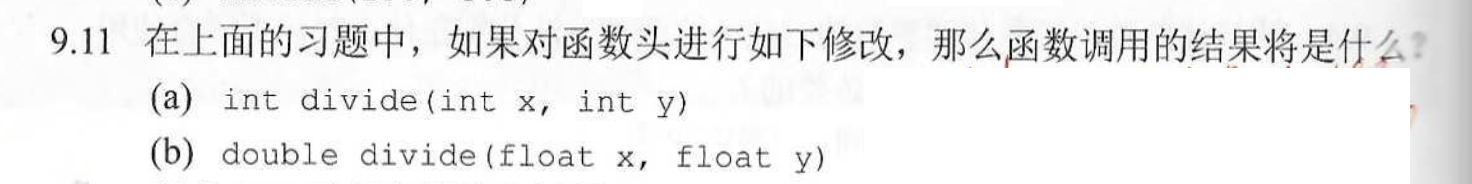 9.11 在上面的习题中，如果对函数头进行如下修改，那么函数调用的结果将是什么？
(a) int divide(int x, int y)
(b) double divide(float x, float y)